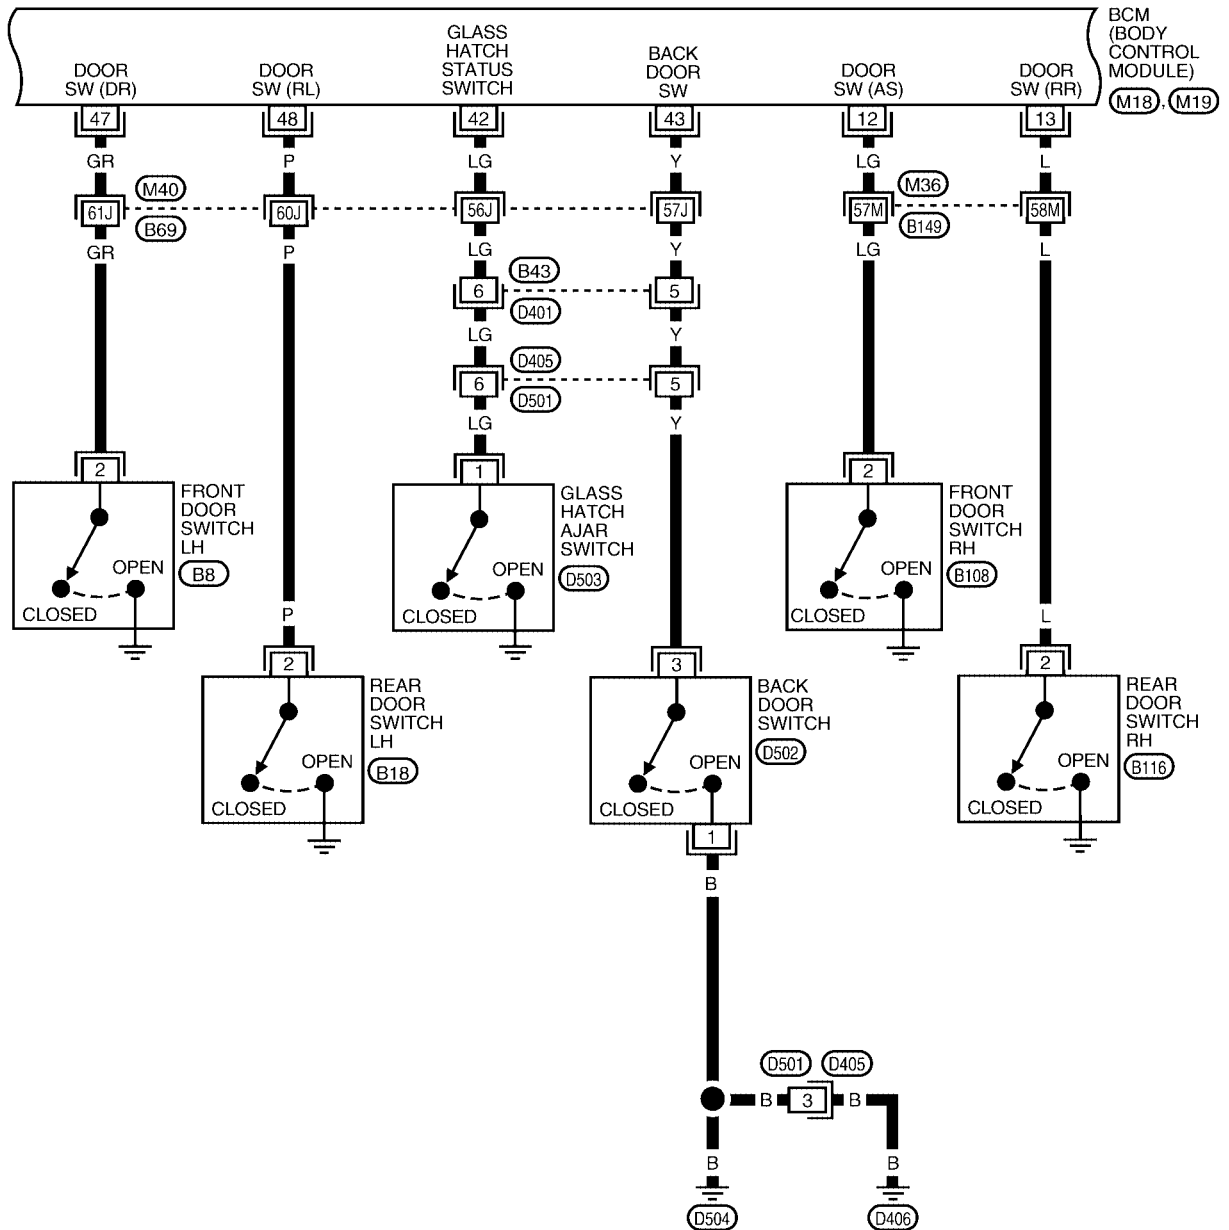 BCM
(BODY
CONTROL
MODULE)
M18 , M19
DOOR
SW (DR)
DOOR
SW (RL)
GLASS
HATCH
STATUS
SWITCH
BACK
DOOR
SW
DOOR
SW (AS)
DOOR
SW (RR)
47 48 42 43 12 13
GR P LG Y LG L
M40 M36
61J 60J 56J 57J 57M 58M
B69 B149
GR P LG Y LG L
B43
6 5
D401
LG Y
D405
6 5
D501
LG Y
2 1 2
FRONT
DOOR
SWITCH
LH
B8
OPEN
CLOSED
GLASS
HATCH
AJAR
SWITCH
D503
OPEN
CLOSED
FRONT
DOOR
SWITCH
RH
B108
OPEN
CLOSED
P L
2 3 2
REAR
DOOR
SWITCH
LH
B18
OPEN
CLOSED
BACK
DOOR
SWITCH
D502
OPEN
CLOSED
REAR
DOOR
SWITCH
RH
B116
OPEN
CLOSED
1
B
D501 D405
B 3 B
B B
D504 D406